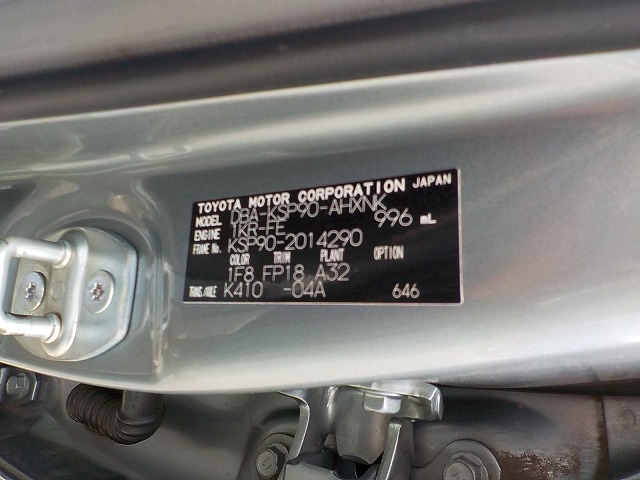 TOYOTA MOTOR CORPORATION JAPAN
MODEL DBA-KSP90-AHXNK
ENGINE 1KR-FE 996 mL
FRAME No. KSP90-2014290
COLOR TRIM PLANT OPTION
1F8 FP18 A32
TRANS/AXLE K410 -04A 646